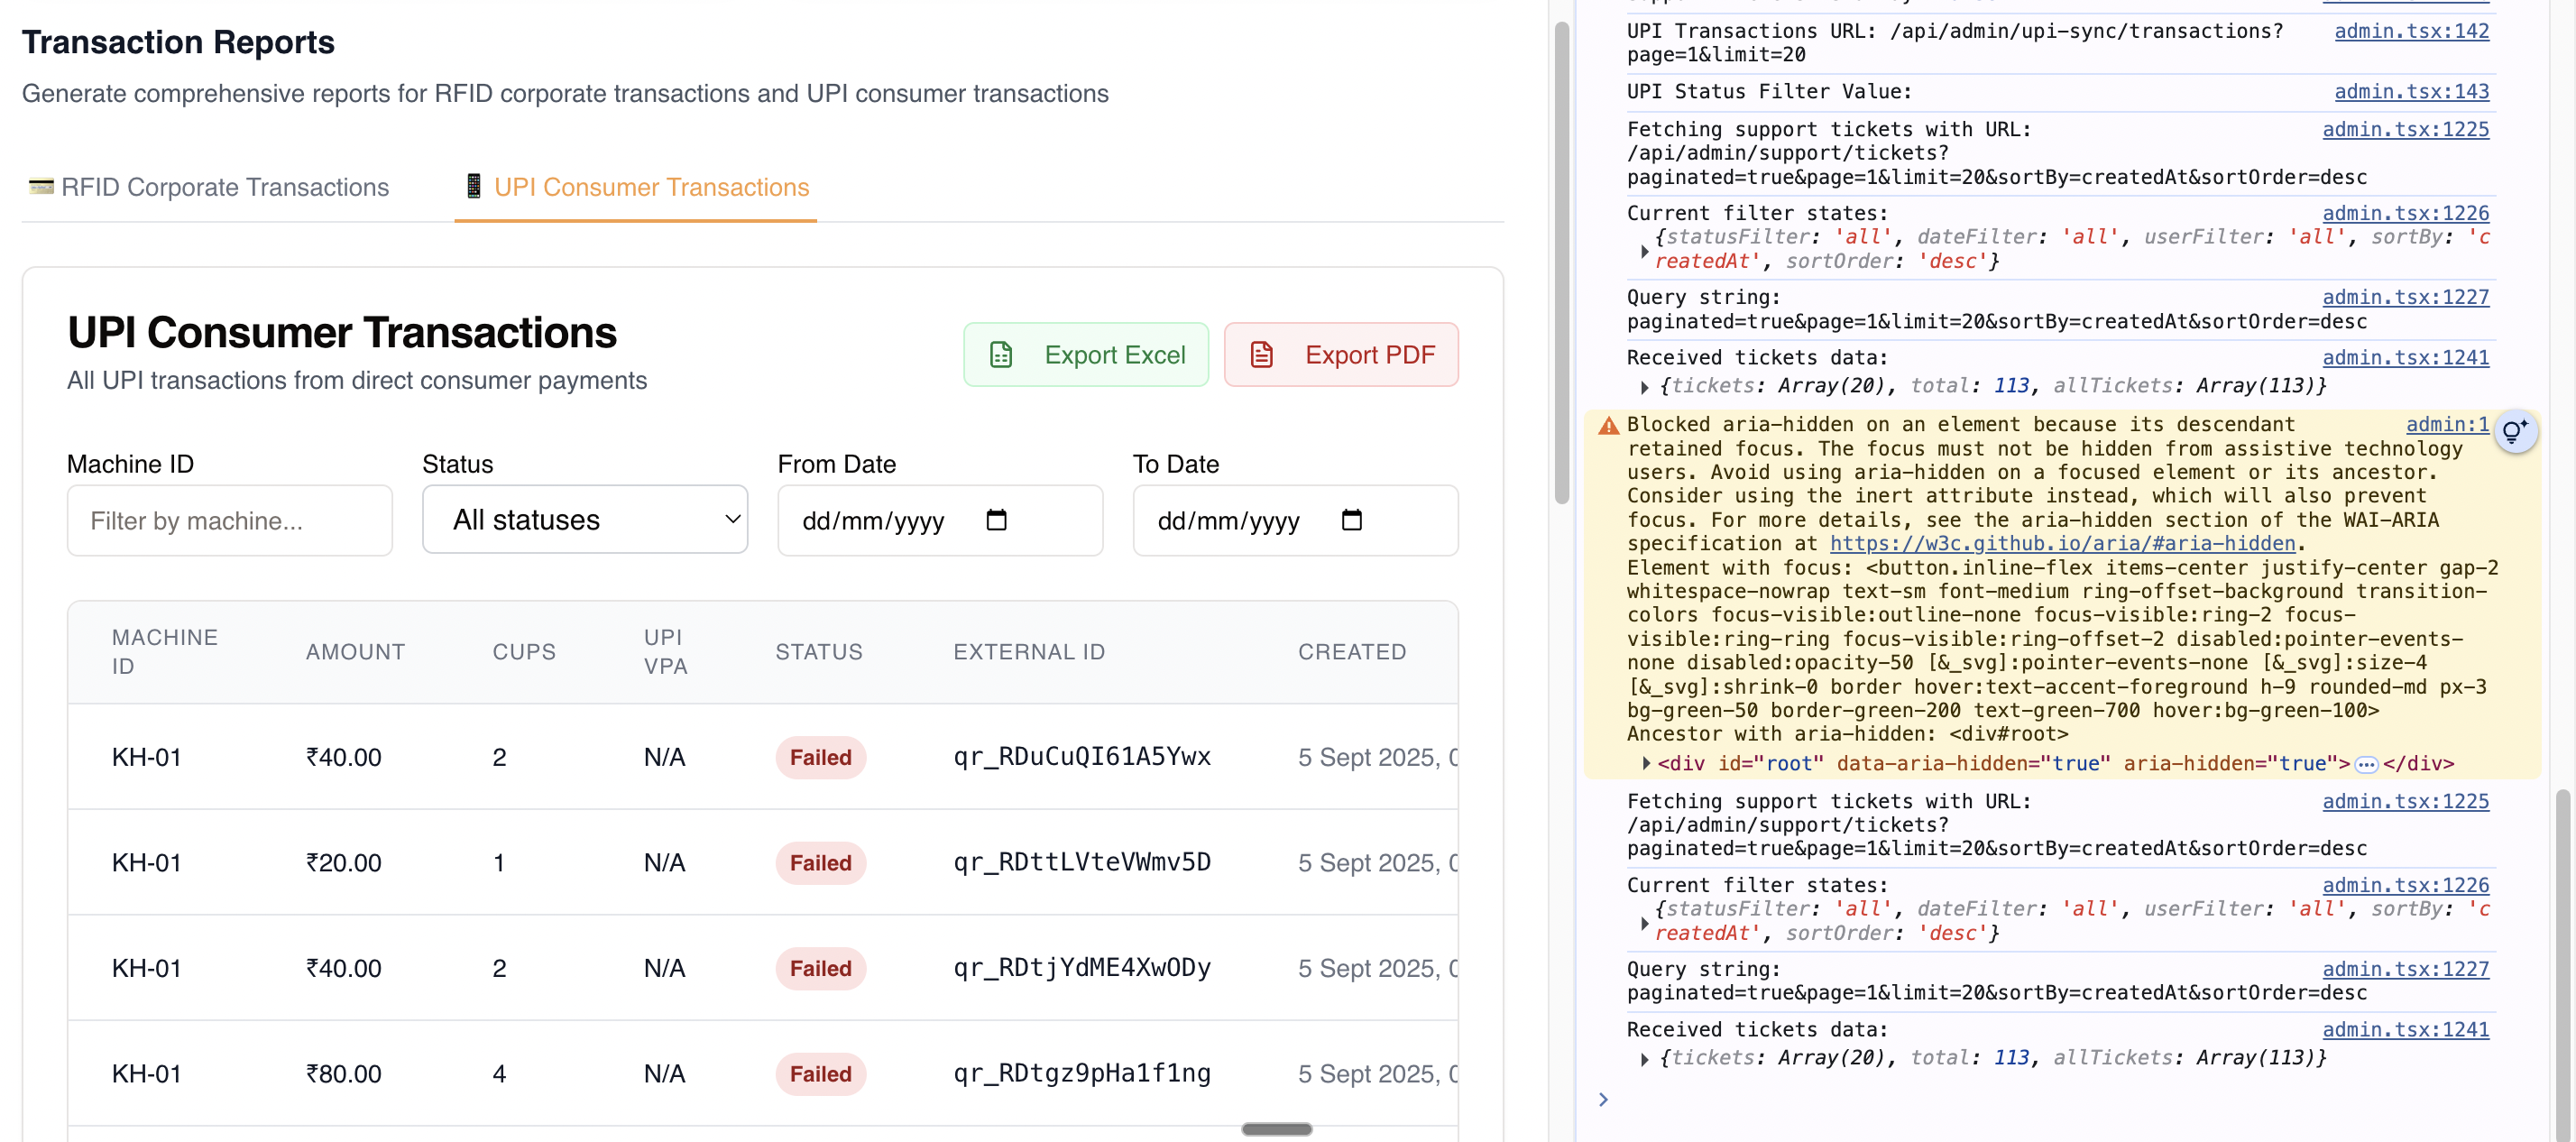 Transaction Reports
Generate comprehensive reports for RFID corporate transactions and UPI consumer transactions
RFID Corporate Transactions
UPI Consumer Transactions
UPI Consumer Transactions
All UPI transactions from direct consumer payments
Export Excel
Export PDF
Machine ID
Status
From Date
To Date
Filter by machine...
All statuses
dd/mm/yyyy
dd/mm/yyyy
MACHINE ID AMOUNT CUPS UPI VPA STATUS EXTERNAL ID CREATED
KH-01 ₹40.00 2 N/A Failed qr_RDuCuQI61A5Ywx 5 Sept 2025,
KH-01 ₹20.00 1 N/A Failed qr_RDttLVteVWmv5D 5 Sept 2025,
KH-01 ₹40.00 2 N/A Failed qr_RDtjYdME4XwODy 5 Sept 2025,
KH-01 ₹80.00 4 N/A Failed qr_RDtgz9pHa1f1ng 5 Sept 2025,
UPI Transactions URL: /api/admin/upi-sync/transactions? admin.tsx:142
page=1&limit=20
UPI Status Filter Value: admin.tsx:143
Fetching support tickets with URL: admin.tsx:1225
/api/admin/support/tickets?
paginated=true&page=1&limit=20&sortBy=createdAt&sortOrder=desc
Current filter states: admin.tsx:1226
{statusFilter: 'all', dateFilter: 'all', userFilter: 'all', sortBy: 'c
reatedAt', sortOrder: 'desc'}
Query string: admin.tsx:1227
paginated=true&page=1&limit=20&sortBy=createdAt&sortOrder=desc
Received tickets data: admin.tsx:1241
{tickets: Array(20), total: 113, allTickets: Array(113)}
Blocked aria-hidden on an element because its descendant admin:1
retained focus. The focus must not be hidden from assistive technology
users. Avoid using aria-hidden on a focused element or its ancestor.
Consider using the inert attribute instead, which will also prevent
focus. For more details, see the aria-hidden section of the WAI-ARIA
specification at https://w3c.github.io/aria/#aria-hidden.
Element with focus: <button.inline-flex items-center justify-center gap-2
whitespace-nowrap text-sm font-medium ring-offset-background transition-
colors focus-visible:outline-none focus-visible:ring-2 focus-
visible:ring-ring focus-visible:ring-offset-2 disabled:pointer-events-
none disabled:opacity-50 [&_svg]:pointer-events-none [&_svg]:size-4
[&_svg]:shrink-0 border hover:text-accent-foreground h-9 rounded-md px-3
bg-green-50 border-green-200 text-green-700 hover:bg-green-100>
Ancestor with aria-hidden: <div#root>
<div id="root" data-aria-hidden="true" aria-hidden="true">…</div>
Fetching support tickets with URL: admin.tsx:1225
/api/admin/support/tickets?
paginated=true&page=1&limit=20&sortBy=createdAt&sortOrder=desc
Current filter states: admin.tsx:1226
{statusFilter: 'all', dateFilter: 'all', userFilter: 'all', sortBy: 'c
reatedAt', sortOrder: 'desc'}
Query string: admin.tsx:1227
paginated=true&page=1&limit=20&sortBy=createdAt&sortOrder=desc
Received tickets data: admin.tsx:1241
{tickets: Array(20), total: 113, allTickets: Array(113)}